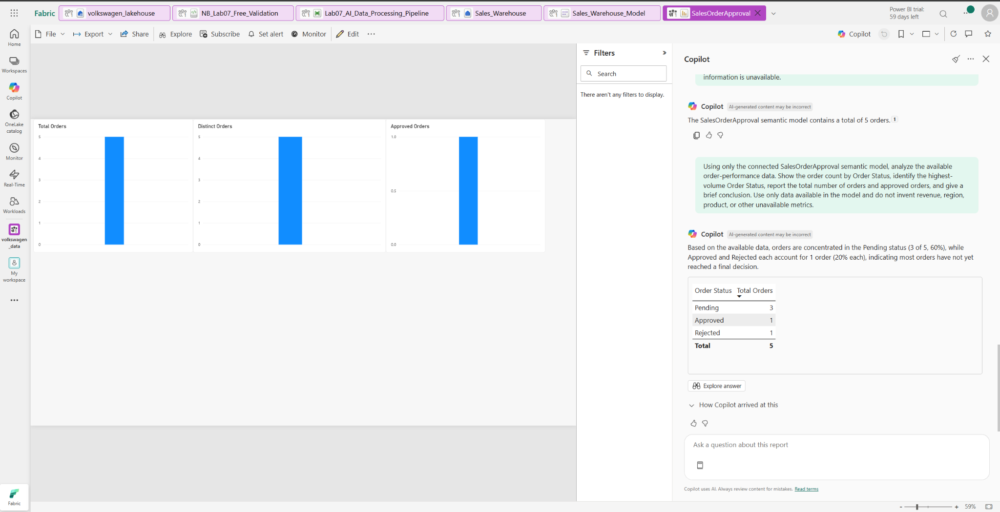 Fabric
volkswagen_lakehouse
NB_Lab07_Free_Validation
Lab07_AI_Data_Processing_Pipeline
Sales_Warehouse
Sales_Warehouse_Model
SalesOrderApproval
Power BI trial:
59 days left
File
Export
Share
Explore
Subscribe
Set alert
Monitor
Edit
Copilot
Home
Workspaces
Copilot
OneLake
catalog
Monitor
Real-Time
Workloads
volkswagen
_data
My
workspace
Fabric
Total Orders
5
4
3
2
1
0
Distinct Orders
5
4
3
2
1
0
Approved Orders
1.0
0.5
0.0
Filters
Search
There aren't any filters to display.
Copilot
information is unavailable.
Copilot AI-generated content may be incorrect
The SalesOrderApproval semantic model contains a total of 5 orders. 1
Using only the connected SalesOrderApproval semantic model, analyze the available
order-performance data. Show the order count by Order Status, identify the highest-
volume Order Status, report the total number of orders and approved orders, and give a
brief conclusion. Use only data available in the model and do not invent revenue, region,
product, or other unavailable metrics.
Copilot AI-generated content may be incorrect
Based on the available data, orders are concentrated in the Pending status (3 of 5, 60%), while
Approved and Rejected each account for 1 order (20% each), indicating most orders have not yet
reached a final decision.
Order Status Total Orders
Pending 3
Approved 1
Rejected 1
Total 5
Explore answer
How Copilot arrived at this
Ask a question about this report
Copilot uses AI. Always review content for mistakes. Read terms
- + 59%